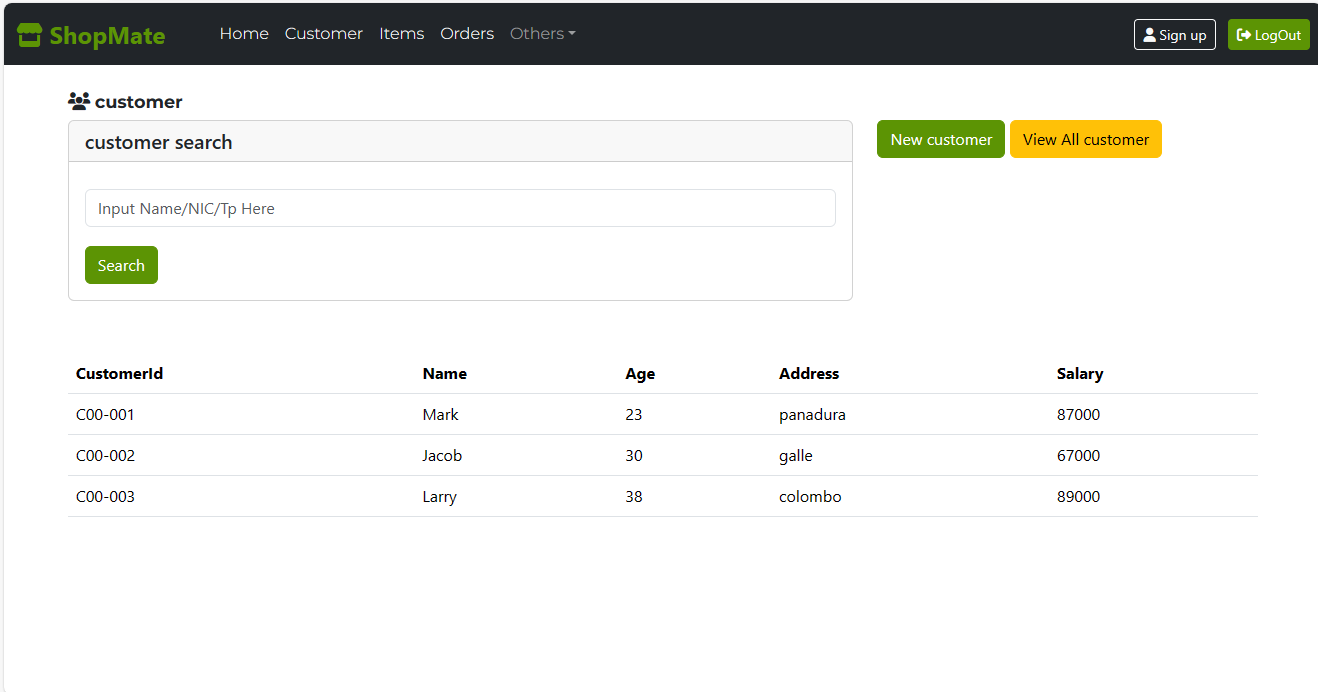 ShopMate Home Customer Items Orders Others Sign up LogOut
customer
customer search
New customer View All customer
Input Name/NIC/Tp Here
Search
CustomerId Name Age Address Salary
C00-001 Mark 23 panadura 87000
C00-002 Jacob 30 galle 67000
C00-003 Larry 38 colombo 89000